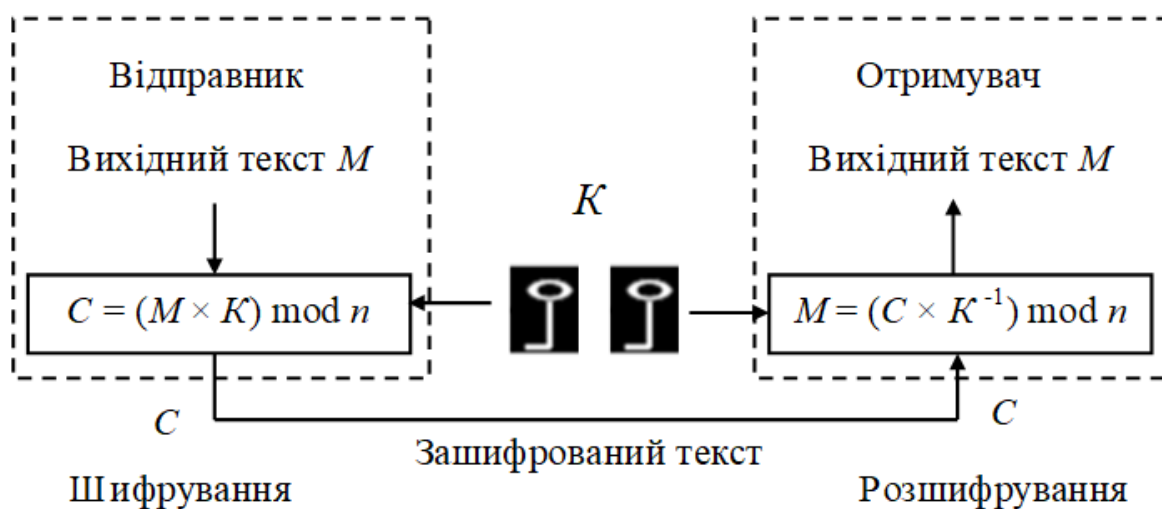 Відправник
Вихідний текст M
C = (M × K) mod n
K
Отримувач
Вихідний текст M
M = (C × K⁻¹) mod n
C
C
Зашифрований текст
Шифрування
Розшифрування